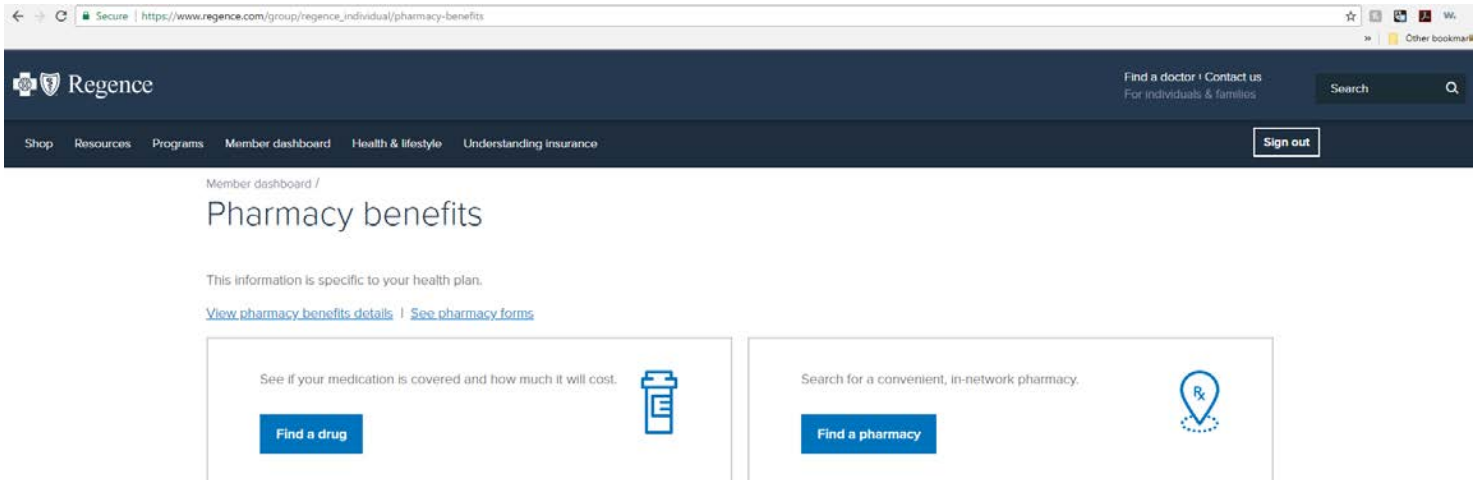 Secure | https://www.regence.com/group/regence_individual/pharmacy-benefits
W.
» Other bookmark
Regence
Find a doctor | Contact us
For individuals & families
Search
Shop Resources Programs Member dashboard Health & lifestyle Understanding insurance Sign out
Member dashboard /
Pharmacy benefits
This information is specific to your health plan.
View pharmacy benefits details | See pharmacy forms
See if your medication is covered and how much it will cost.
Find a drug
Search for a convenient, in-network pharmacy.
Rx
Find a pharmacy